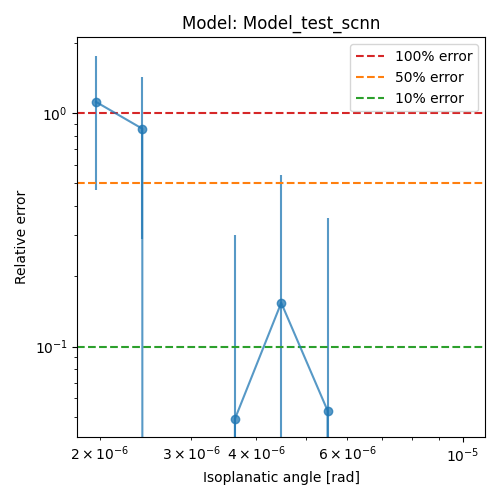 Model: Model_test_scnn
100% error
50% error
10% error
Relative error
10⁰
10⁻¹
2 × 10⁻⁶
3 × 10⁻⁶
4 × 10⁻⁶
6 × 10⁻⁶
10⁻⁵
Isoplanatic angle [rad]